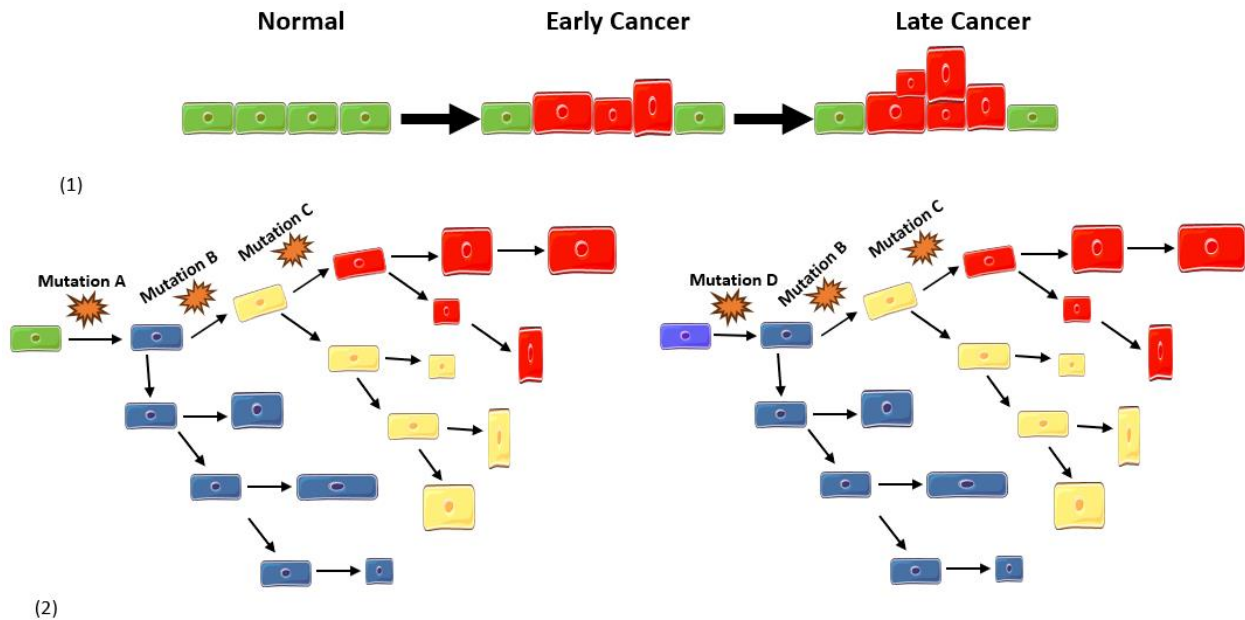 Normal
Early Cancer
Late Cancer
(1)
Mutation A
Mutation B
Mutation C
Mutation D
Mutation B
Mutation C
(2)